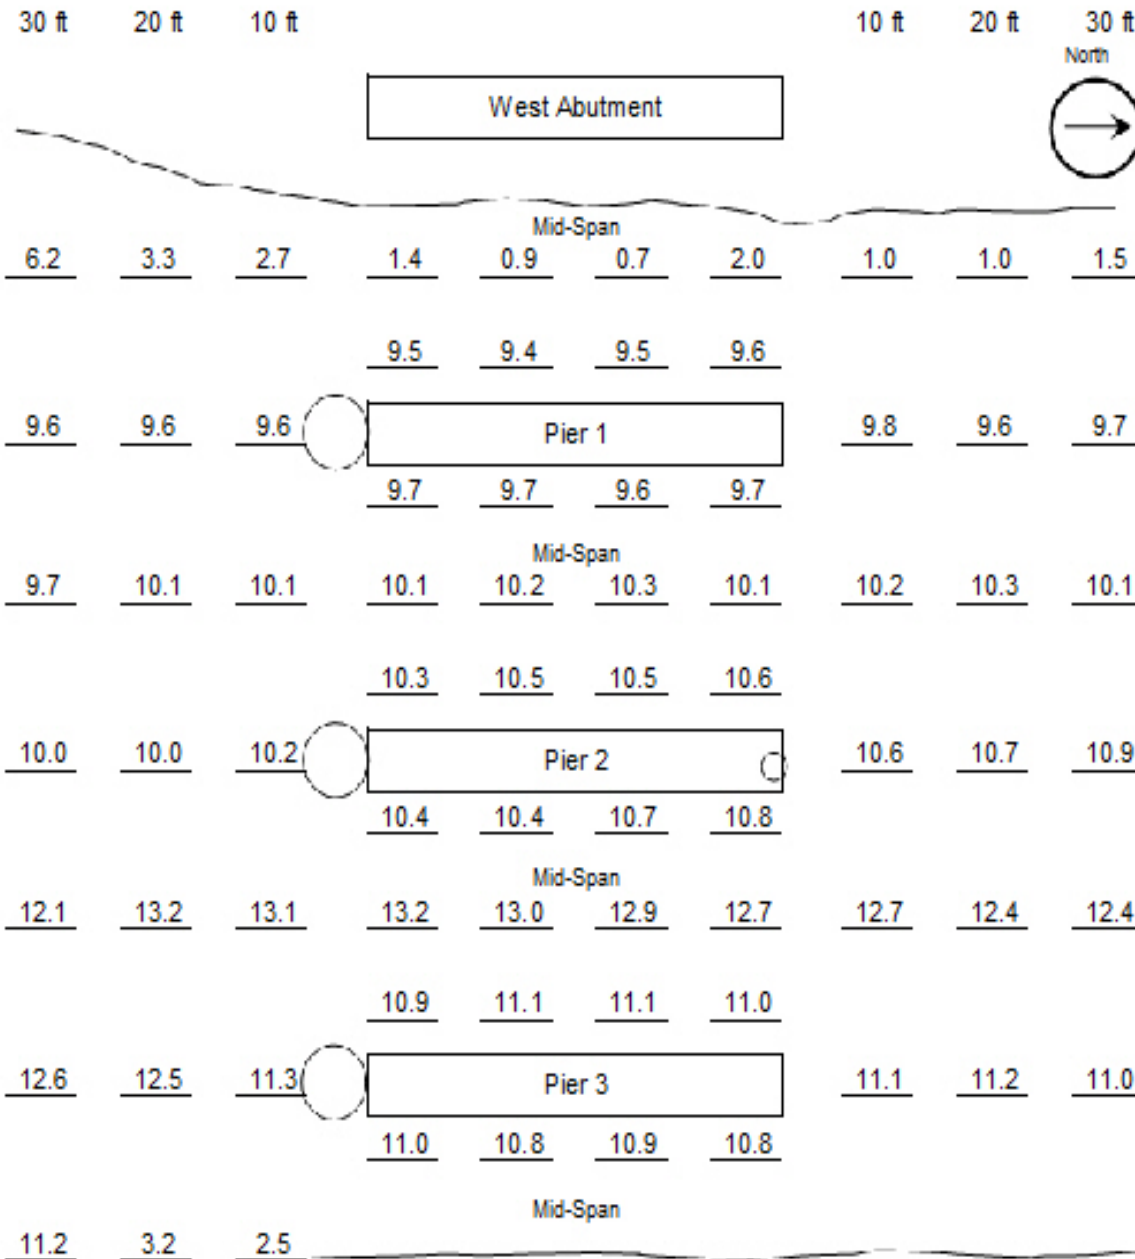 30 ft 20 ft 10 ft 10 ft 20 ft 30 ft
North
West Abutment
Mid-Span
6.2 3.3 2.7 1.4 0.9 0.7 2.0 1.0 1.0 1.5
9.5 9.4 9.5 9.6
9.6 9.6 9.6 Pier 1 9.8 9.6 9.7
9.7 9.7 9.6 9.7
Mid-Span
9.7 10.1 10.1 10.1 10.2 10.3 10.1 10.2 10.3 10.1
10.3 10.5 10.5 10.6
10.0 10.0 10.2 Pier 2 10.6 10.7 10.9
10.4 10.4 10.7 10.8
Mid-Span
12.1 13.2 13.1 13.2 13.0 12.9 12.7 12.7 12.4 12.4
10.9 11.1 11.1 11.0
12.6 12.5 11.3 Pier 3 11.1 11.2 11.0
11.0 10.8 10.9 10.8
Mid-Span
11.2 3.2 2.5